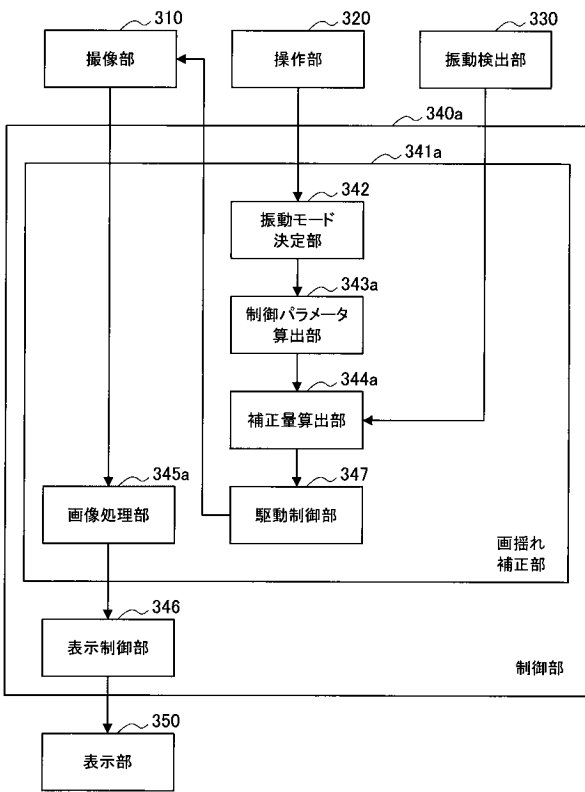 310
撮像部
320
操作部
330
振動検出部
340a
341a
342
振動モード
決定部
343a
制御パラメータ
算出部
344a
補正量算出部
345a
画像処理部
347
駆動制御部
画揺れ
補正部
346
表示制御部
制御部
350
表示部